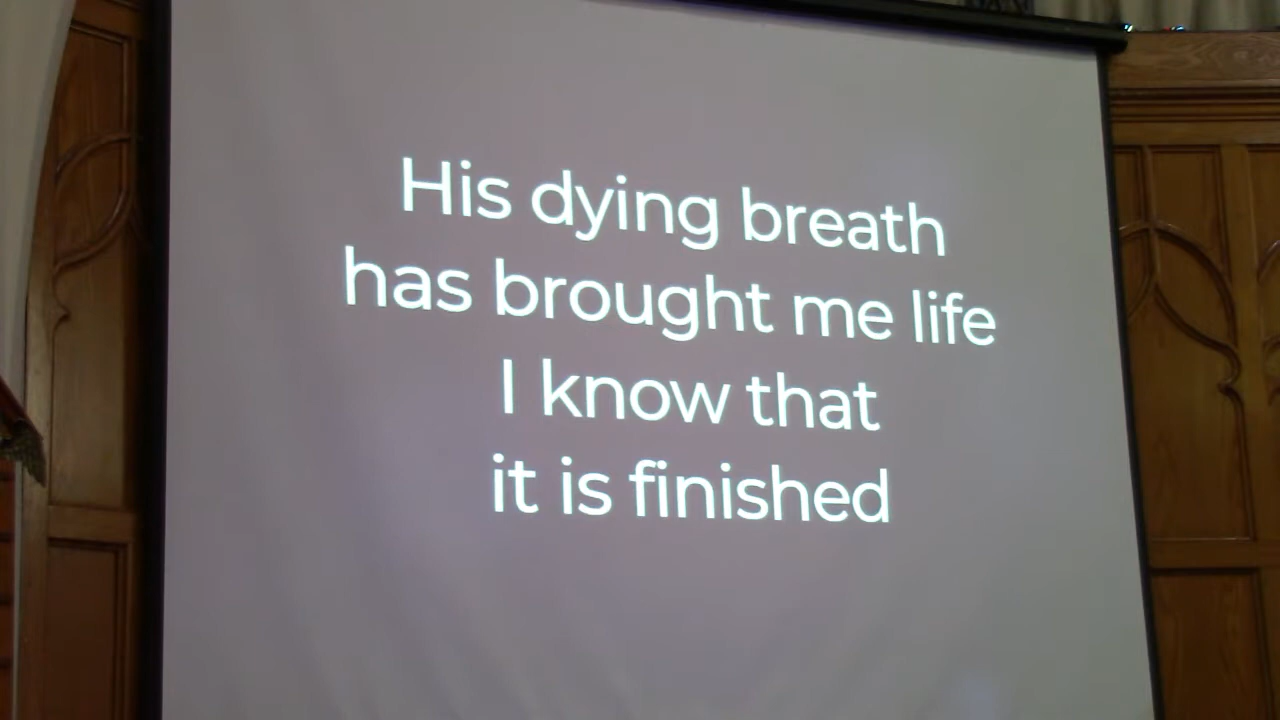 His dying breath
has brought me life
I know that
it is finished